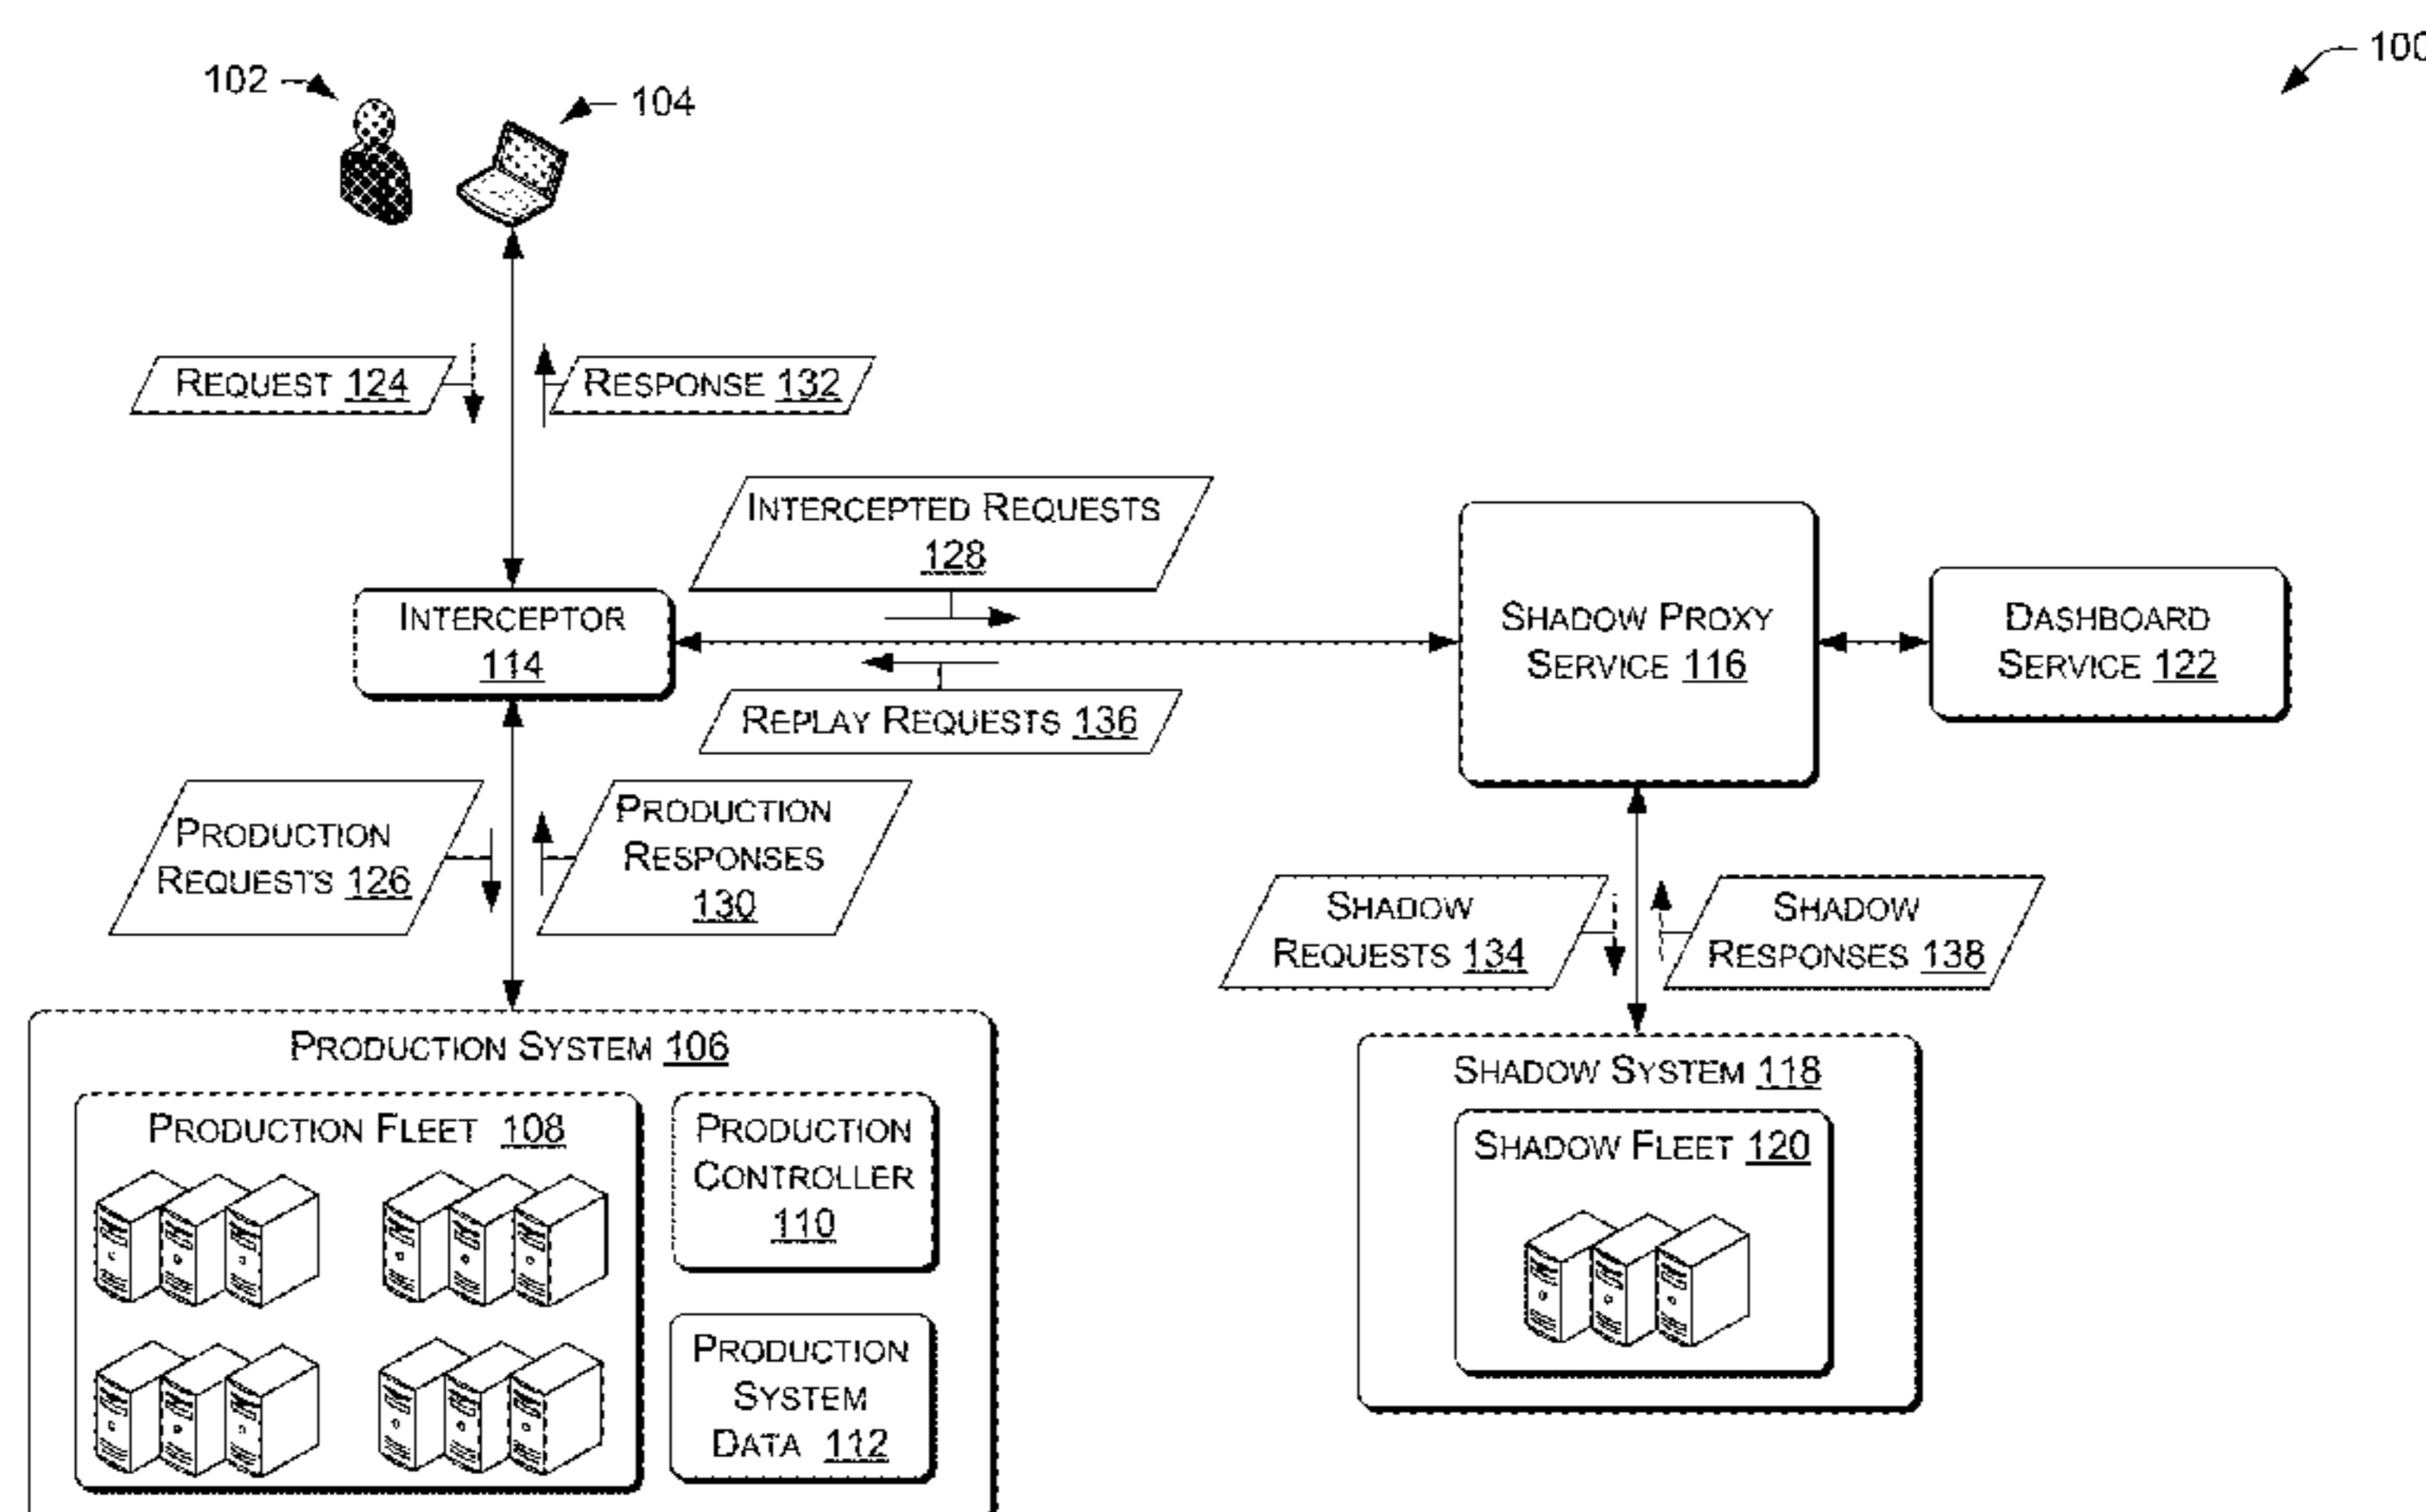 100
102
104
REQUEST 124
RESPONSE 132
INTERCEPTED REQUESTS
128
INTERCEPTOR
114
SHADOW PROXY
SERVICE 116
DASHBOARD
SERVICE 122
REPLAY REQUESTS 136
PRODUCTION
REQUESTS 126
PRODUCTION
RESPONSES
130
SHADOW
REQUESTS 134
SHADOW
RESPONSES 138
PRODUCTION SYSTEM 106
PRODUCTION FLEET 108
PRODUCTION
CONTROLLER
110
PRODUCTION
SYSTEM
DATA 112
SHADOW SYSTEM 118
SHADOW FLEET 120